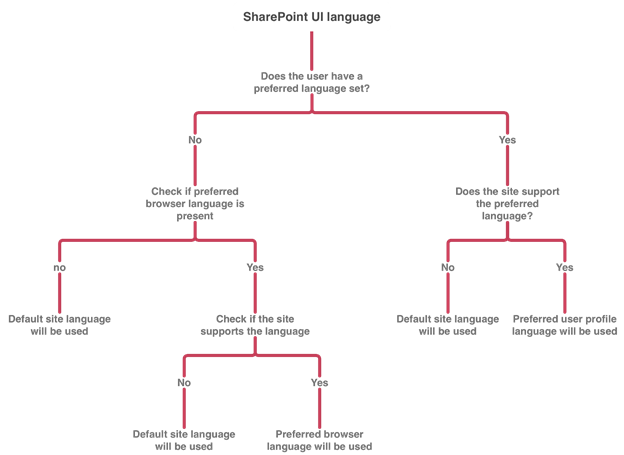 SharePoint UI language
Does the user have a
preferred language set?
No
Yes
Check if preferred
browser language is
present
Does the site support
the preferred
language?
no
Yes
No
Yes
Default site language
will be used
Check if the site
supports the language
Default site language
will be used
Preferred user profile
language will be used
No
Yes
Default site language
will be used
Preferred browser
language will be used